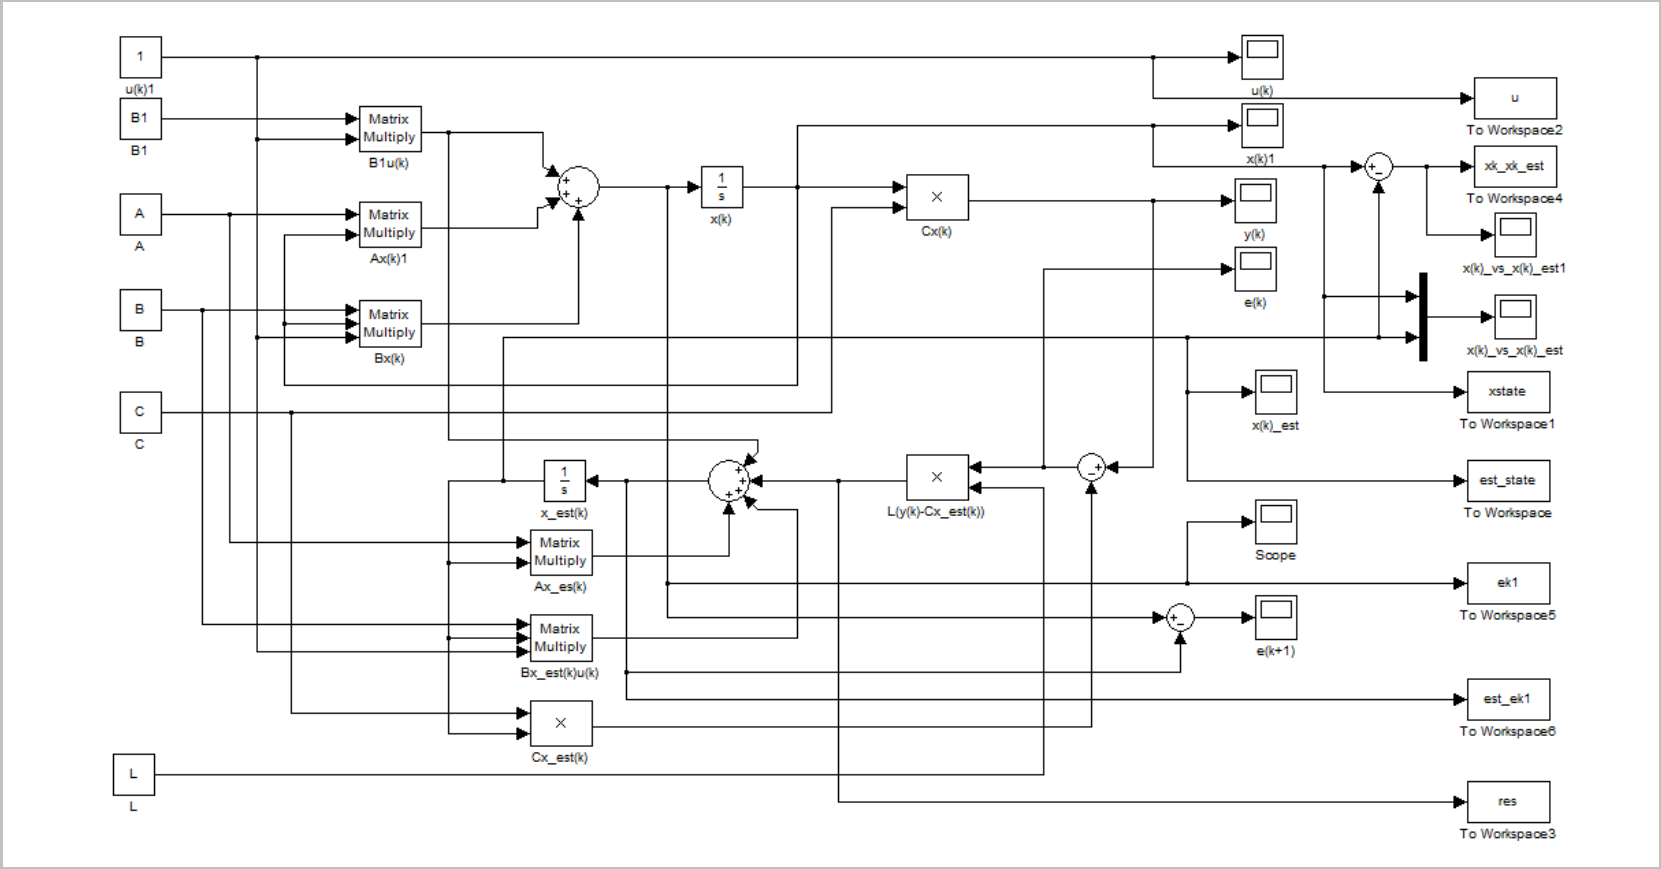 1
u(k)1
B1
B1
A
A
B
B
C
C
L
L
Matrix
Multiply
B1u(k)
Matrix
Multiply
Ax(k)1
Matrix
Multiply
Bx(k)
+
+
+
1
s
x(k)
×
Cx(k)
u(k)
x(k)1
y(k)
e(k)
u
To Workspace2
+
−
xk_xk_est
To Workspace4
x(k)_vs_x(k)_est1
x(k)_vs_x(k)_est
xstate
To Workspace1
x(k)_est
1
s
x_est(k)
+
+
+
+
×
L(y(k)-Cx_est(k))
+
−
est_state
To Workspace
Matrix
Multiply
Ax_es(k)
Scope
ek1
To Workspace5
Matrix
Multiply
Bx_est(k)u(k)
+
−
e(k+1)
×
Cx_est(k)
est_ek1
To Workspace6
res
To Workspace3